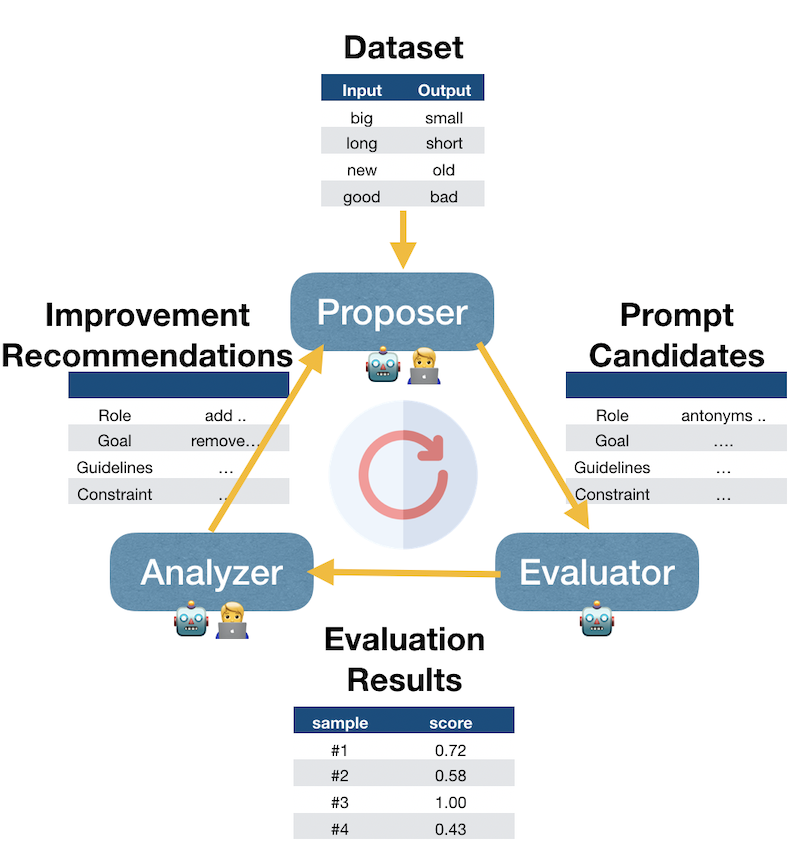 Dataset
Input Output
big small
long short
new old
good bad
Proposer
Improvement
Recommendations
Role add ..
Goal remove...
Guidelines ...
Constraint ..
Prompt
Candidates
Role antonyms ..
Goal ....
Guidelines ...
Constraint ...
Analyzer
Evaluator
Evaluation
Results
sample score
#1 0.72
#2 0.58
#3 1.00
#4 0.43